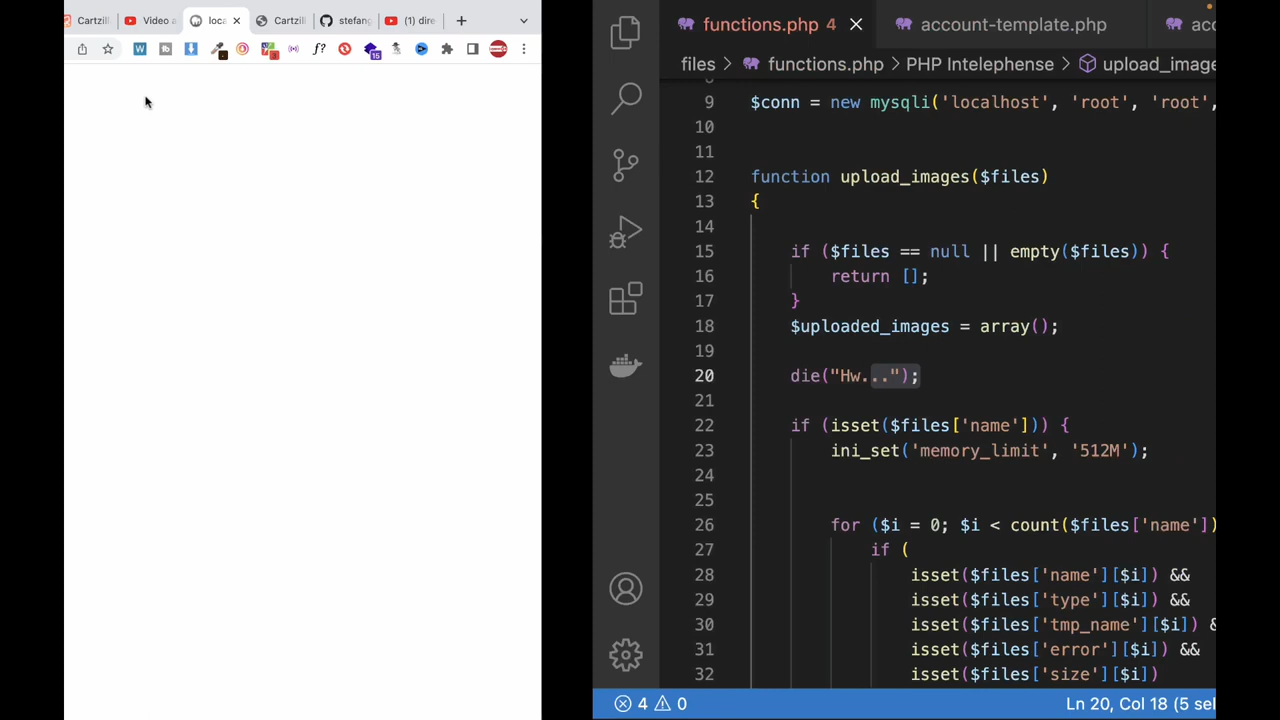 Cartzill
Video a
loca
Cartzill
stefang
(1) dire
W
f?
3
15
functions.php 4
account-template.php
acc
files > functions.php > PHP Intelephense > upload_image
9 $conn = new mysqli('localhost', 'root', 'root',
10
11
12 function upload_images($files)
13 {
14
15 if ($files == null || empty($files)) {
16 return [];
17 }
18 $uploaded_images = array();
19
20 die("Hw...");
21
22 if (isset($files['name'])) {
23 ini_set('memory_limit', '512M');
24
25
26 for ($i = 0; $i < count($files['name'])
27 if (
28 isset($files['name'][$i]) &&
29 isset($files['type'][$i]) &&
30 isset($files['tmp_name'][$i]) &
31 isset($files['error'][$i]) &&
32 isset($files['size'][$i])
4 0
Ln 20, Col 18 (5 sel